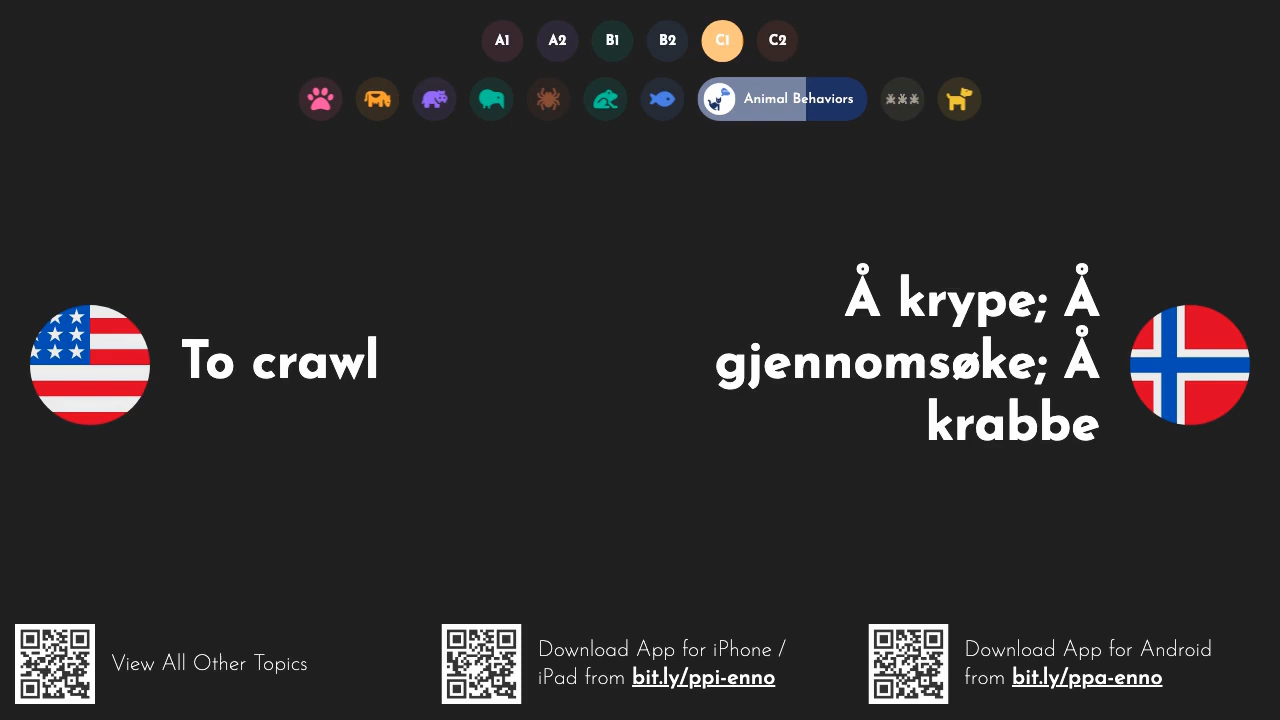 A1 A2 B1 B2 C1 C2
Animal Behaviors
To crawl
Å krype; Å
gjennomsøke; Å
krabbe
View All Other Topics
Download App for iPhone /
iPad from bit.ly/ppi-enno
Download App for Android
from bit.ly/ppa-enno